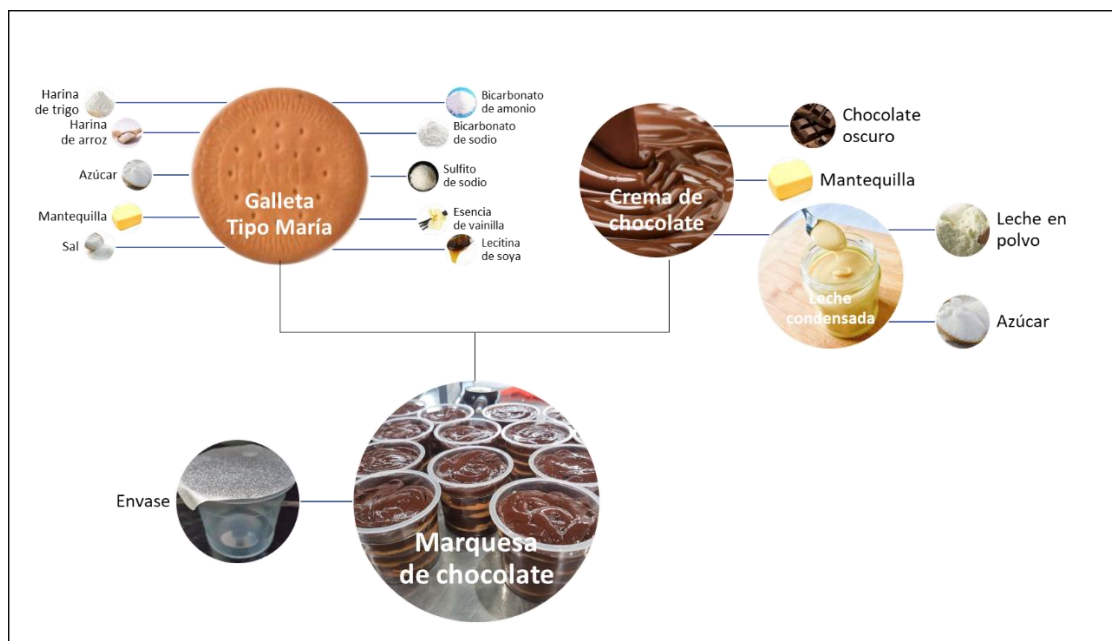 Harina
de trigo
Harina
de arroz
Azúcar
Mantequilla
Sal
Galleta
Tipo María
Bicarbonato
de amonio
Bicarbonato
de sodio
Sulfito
de sodio
Esencia
de vainilla
Lecitina
de soya
Crema de
chocolate
Chocolate
oscuro
Mantequilla
Leche
condensada
Leche en
polvo
Azúcar
Envase
Marquesa
de chocolate